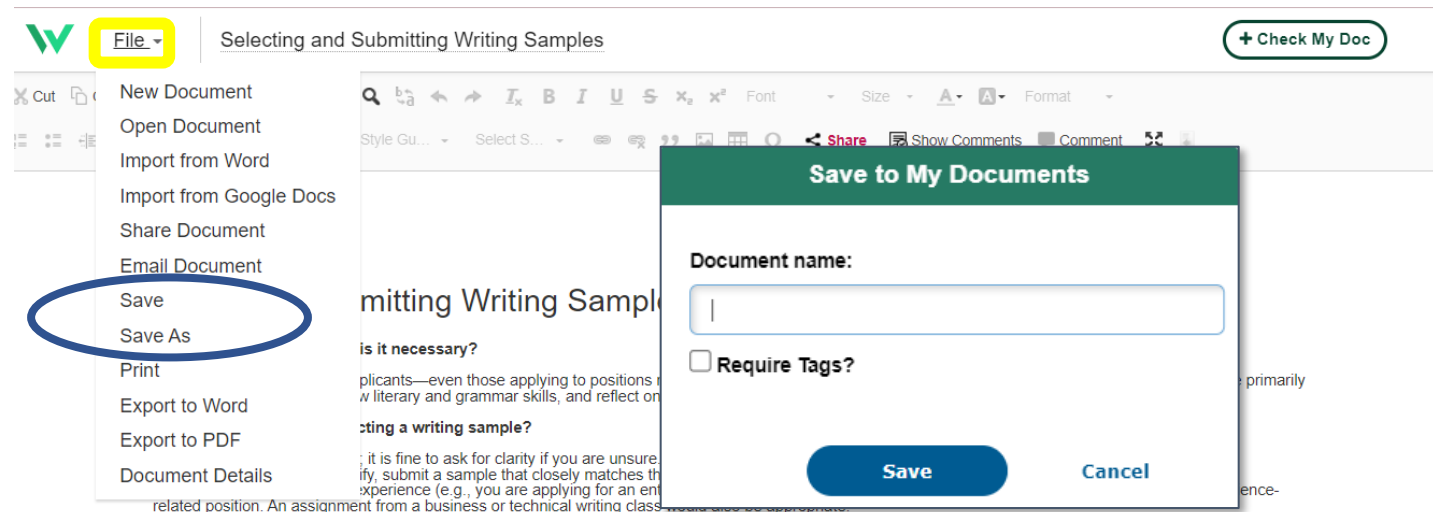 File
Selecting and Submitting Writing Samples
+ Check My Doc
Cut
Font Size A A Format
Style Gu... Select S... Share Show Comments Comment
New Document
Open Document
Import from Word
Import from Google Docs
Share Document
Email Document
Save
Save As
Print
Export to Word
Export to PDF
Document Details
Save to My Documents
Document name:
Require Tags?
Save Cancel
mitting Writing Sampl
is it necessary?
plicants—even those applying to positions primarily
w literary and grammar skills, and reflect on
cting a writing sample?
; it is fine to ask for clarity if you are unsure.
ify, submit a sample that closely matches th
experience (e.g., you are applying for an ent ence-
related position. An assignment from a business or technical writing class would also be appropriate.